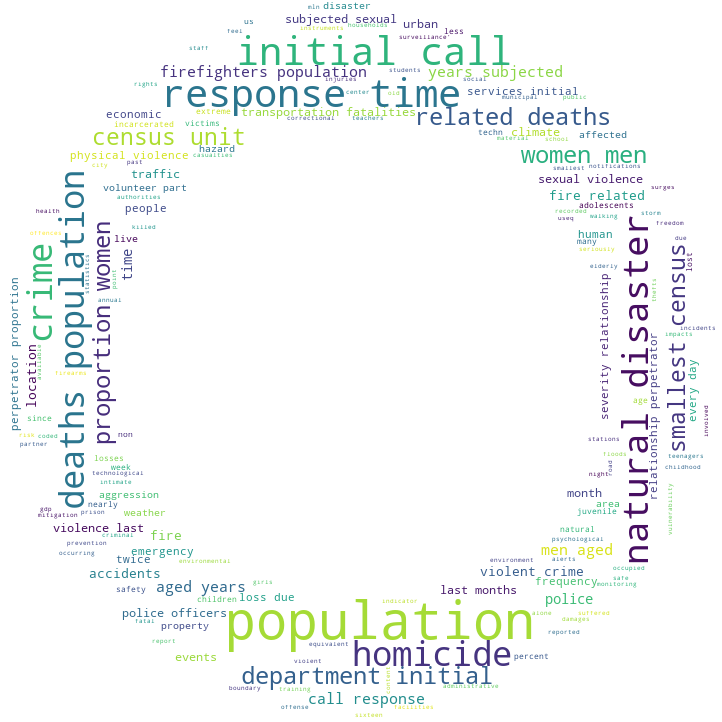 mln disaster
us subjected sexual urban
feel instruments households less
initial call
staff surveillance
firefighters population students years subjected
injuries social
rights response time center old services initial
municipal public
economic extreme transportation fatalities related deaths
incarcerated victims correctional teachers techn climate affected
census unit hazard material school
physical violence casualties women men
past city traffic smallest notifications
volunteer part sexual violence surges
authorities fire related
health people recorded adolescents storm
offenses killed useq walking freedom
crime deaths population proportion women live human due
statistics time many seriously lost
point elderly natural disaster
annual thefts smallest census
perpetrator proportion severity relationship incidents
location available relationship perpetrator impacts
firearms every day
since age involved
risk coded non stations
partner losses floods road teenagers
week night childhood
technological
intimate
aggression month vulnerability
gdp nearly area
mitigation prison weather juvenile
violence last natural
prevention criminal fire psychological
occurring emergency men aged alerts
twice environmental environment safe
accidents violent crime occupied
girls frequency monitoring
safety aged years last months
children loss due police
police officers indicator alone suffered
fatal property population damages
report equivalent homicide reported
events violent percent
boundary department initial content administrative
training
offense call response facilities
sixteen